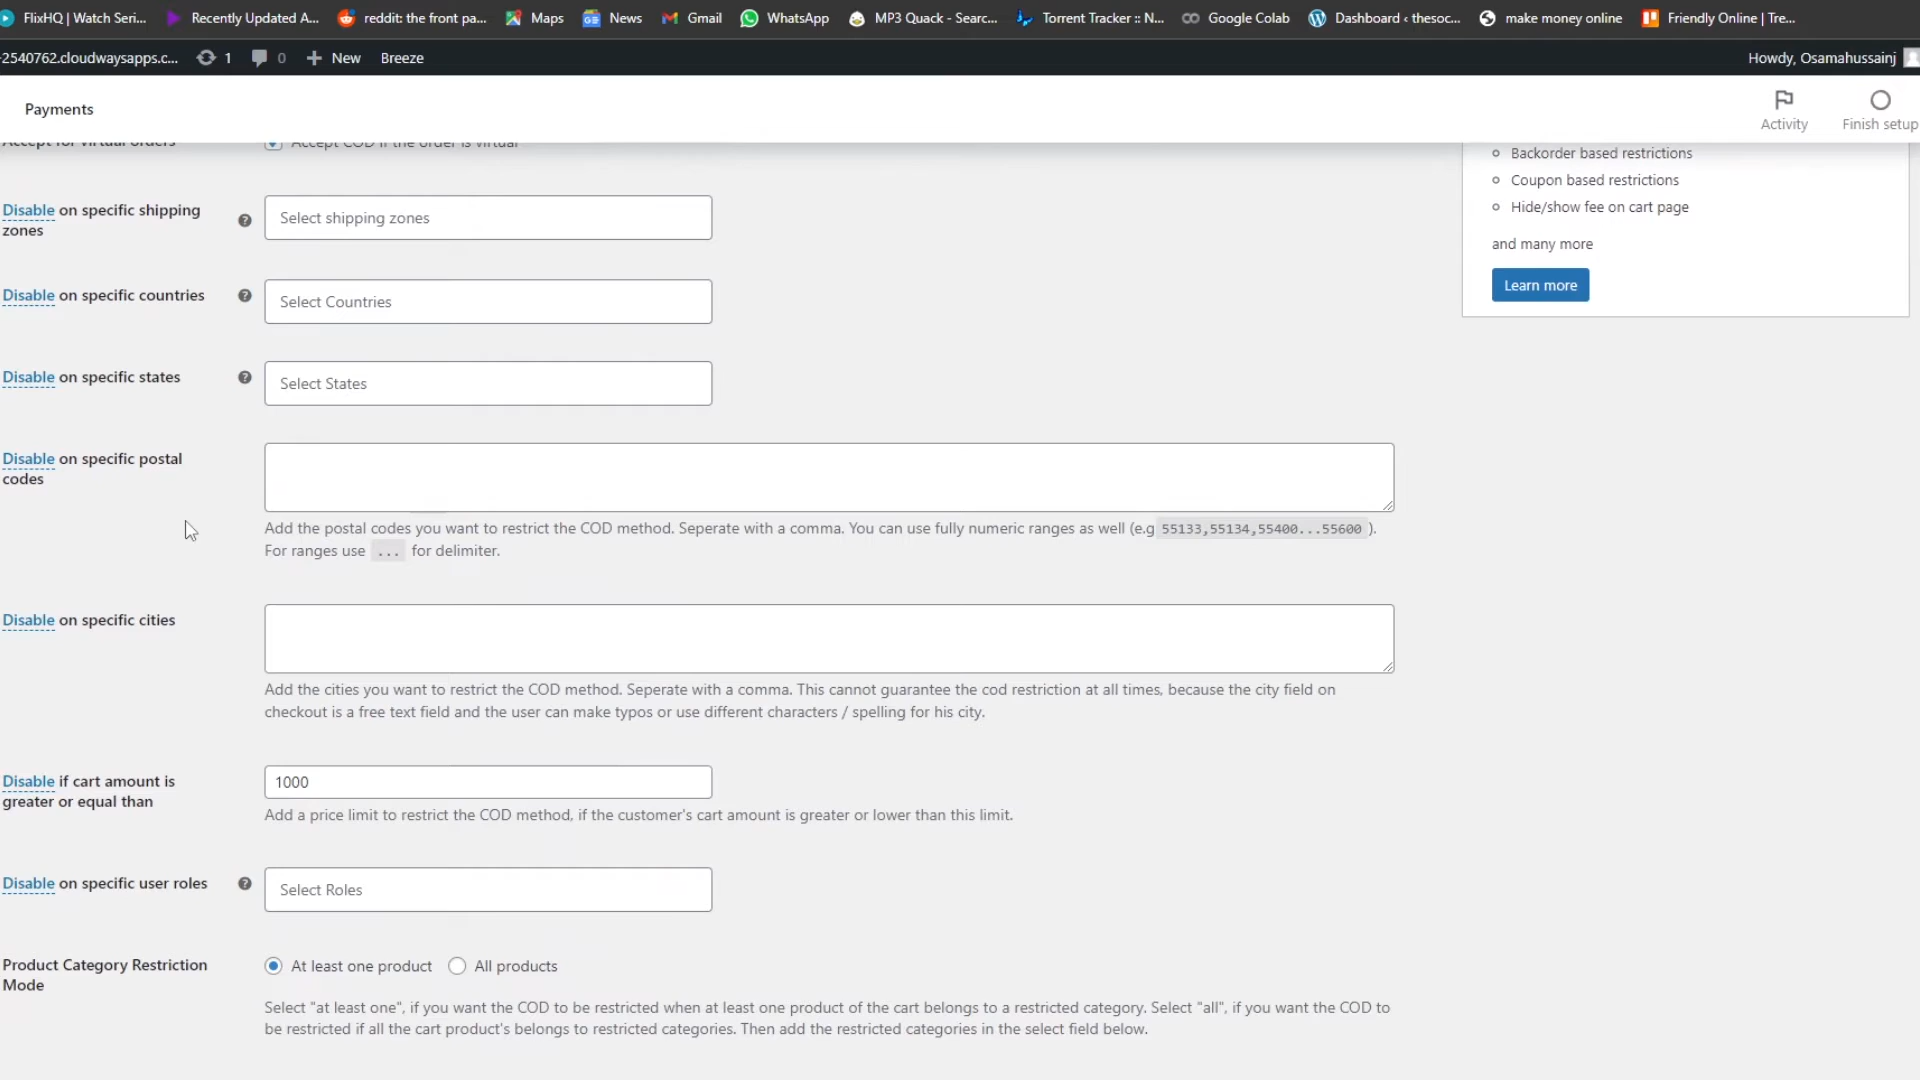 FlixHQ | Watch Seri... Recently Updated A... reddit: the front pa... Maps News Gmail WhatsApp MP3 Quack - Searc... Torrent Tracker :: N... Google Colab Dashboard ‹ thesoc... make money online Friendly Online | Tre...
-2540762.cloudwaysapps.c... 1 0 New Breeze Howdy, Osamahussainj
Payments Activity Finish setup
Accept for virtual orders Accept COD if the order is virtual
Disable on specific shipping zones Select shipping zones
Disable on specific countries Select Countries
Disable on specific states Select States
Disable on specific postal codes
Add the postal codes you want to restrict the COD method. Seperate with a comma. You can use fully numeric ranges as well (e.g 55133,55134,55400...55600 ).
For ranges use ... for delimiter.
Disable on specific cities
Add the cities you want to restrict the COD method. Seperate with a comma. This cannot guarantee the cod restriction at all times, because the city field on
checkout is a free text field and the user can make typos or use different characters / spelling for his city.
Disable if cart amount is greater or equal than 1000
Add a price limit to restrict the COD method, if the customer's cart amount is greater or lower than this limit.
Disable on specific user roles Select Roles
Product Category Restriction Mode At least one product All products
Select "at least one", if you want the COD to be restricted when at least one product of the cart belongs to a restricted category. Select "all", if you want the COD to
be restricted if all the cart product's belongs to restricted categories. Then add the restricted categories in the select field below.
Backorder based restrictions
Coupon based restrictions
Hide/show fee on cart page
and many more
Learn more